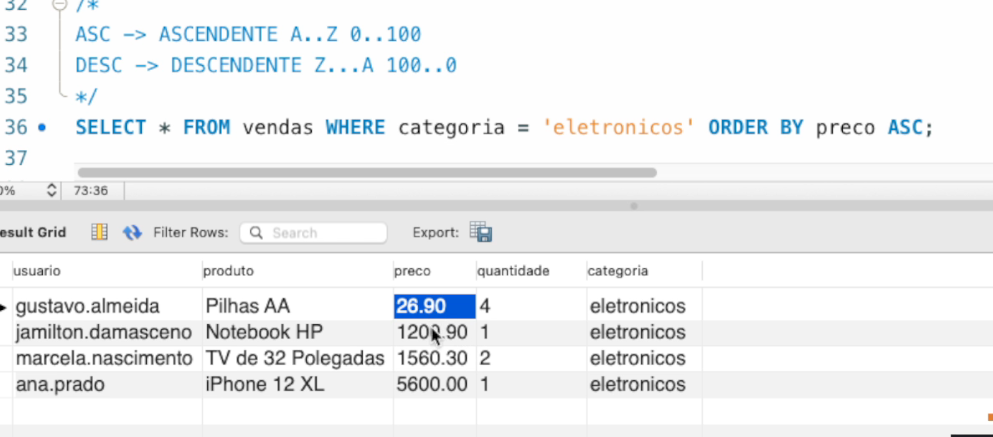 32 /*
33 ASC -> ASCENDENTE A..Z 0..100
34 DESC -> DESCENDENTE Z...A 100..0
35 */
36 SELECT * FROM vendas WHERE categoria = 'eletronicos' ORDER BY preco ASC;
37
0% 73:36
esult Grid Filter Rows: Search Export:
usuario produto preco quantidade categoria
gustavo.almeida Pilhas AA 26.90 4 eletronicos
jamilton.damasceno Notebook HP 1200.90 1 eletronicos
marcela.nascimento TV de 32 Polegadas 1560.30 2 eletronicos
ana.prado iPhone 12 XL 5600.00 1 eletronicos